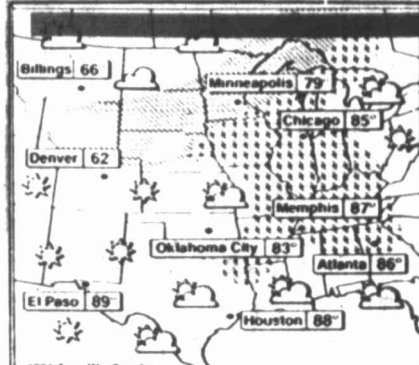 Billings 66
Minneapolis 79°
Chicago 85°
Denver 62
Memphis 87°
Oklahoma City 83°
Atlanta 86°
El Paso 89°
Houston 88°